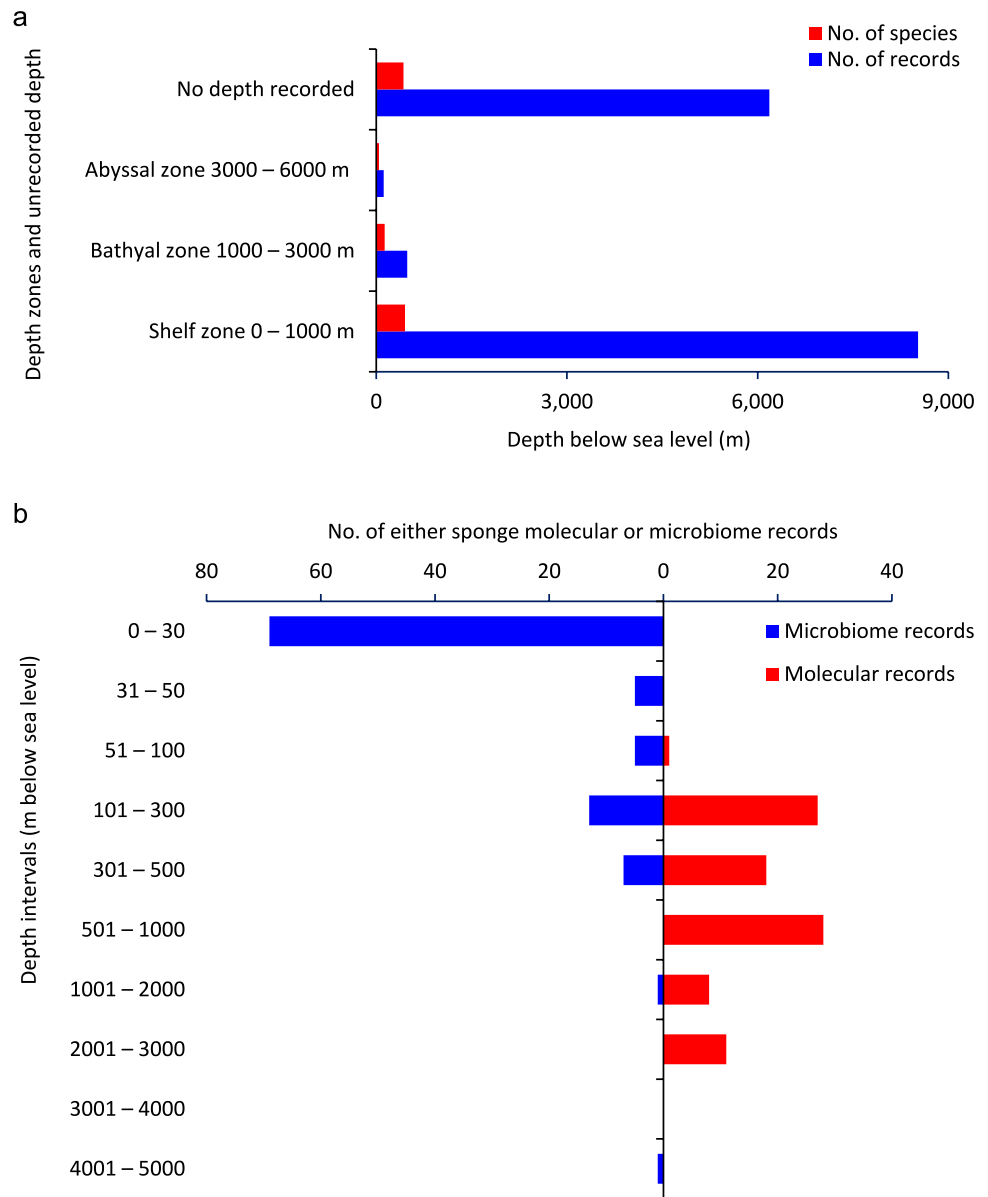 a
No. of species
No. of records
Depth zones and unrecorded depth
No depth recorded
Abyssal zone 3000 – 6000 m
Bathyal zone 1000 – 3000 m
Shelf zone 0 – 1000 m
0 3,000 6,000 9,000
Depth below sea level (m)
b
No. of either sponge molecular or microbiome records
80 60 40 20 0 20 40
Microbiome records
Molecular records
Depth intervals (m below sea level)
0 – 30
31 – 50
51 – 100
101 – 300
301 – 500
501 – 1000
1001 – 2000
2001 – 3000
3001 – 4000
4001 – 5000